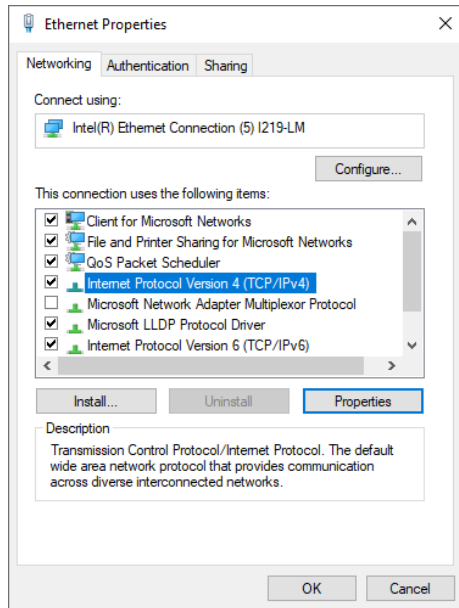 Ethernet Properties
Networking Authentication Sharing
Connect using:
Intel(R) Ethernet Connection (5) I219-LM
Configure...
This connection uses the following items:
Client for Microsoft Networks
File and Printer Sharing for Microsoft Networks
QoS Packet Scheduler
Internet Protocol Version 4 (TCP/IPv4)
Microsoft Network Adapter Multiplexor Protocol
Microsoft LLDP Protocol Driver
Internet Protocol Version 6 (TCP/IPv6)
Install... Uninstall Properties
Description
Transmission Control Protocol/Internet Protocol. The default
wide area network protocol that provides communication
across diverse interconnected networks.
OK Cancel